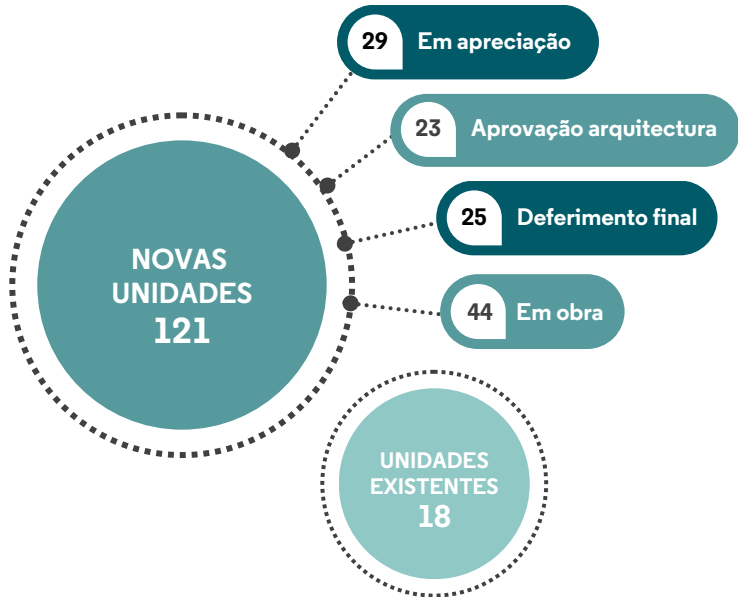 29 Em apreciação
23 Aprovação arquitectura
25 Deferimento final
44 Em obra
NOVAS
UNIDADES
121
UNIDADES
EXISTENTES
18